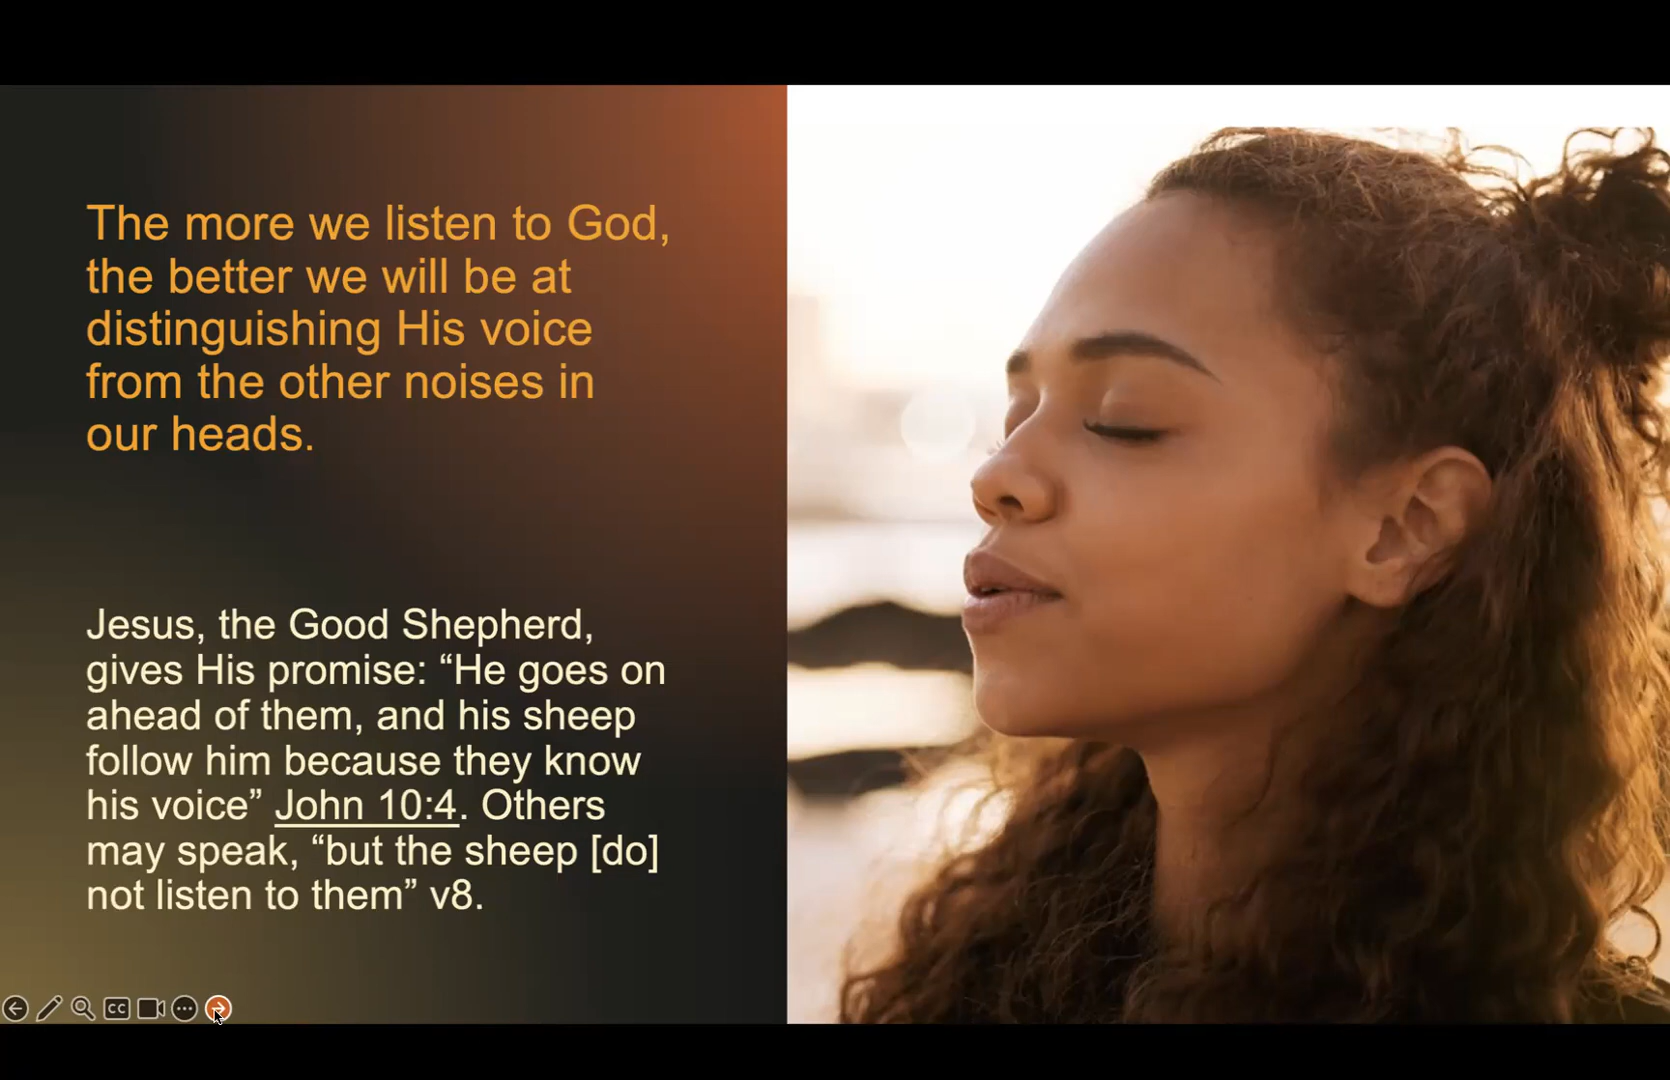 The more we listen to God,
the better we will be at
distinguishing His voice
from the other noises in
our heads.
Jesus, the Good Shepherd,
gives His promise: “He goes on
ahead of them, and his sheep
follow him because they know
his voice” John 10:4. Others
may speak, “but the sheep [do]
not listen to them” v8.
CC